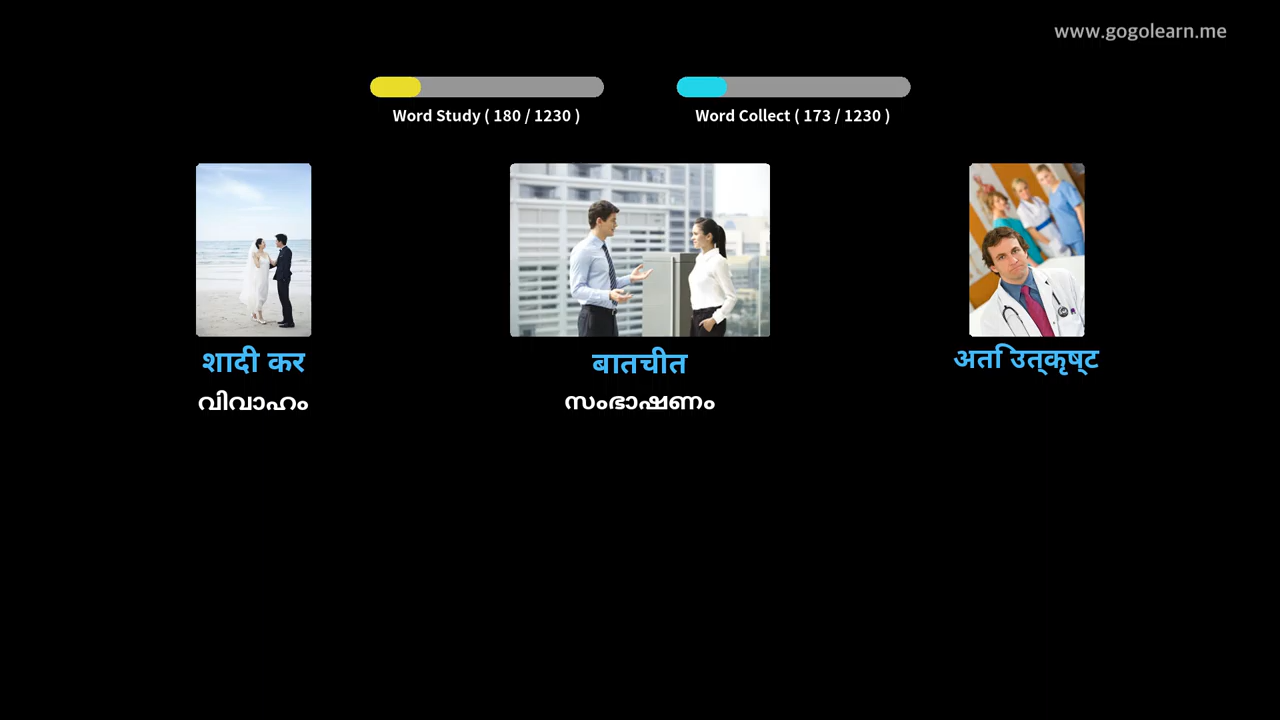 www.gogolearn.me
Word Study ( 180 / 1230 )
Word Collect ( 173 / 1230 )
शादी कर
വിവാഹം
बातचीत
സംഭാഷണം
अताि उत्कृष्ट